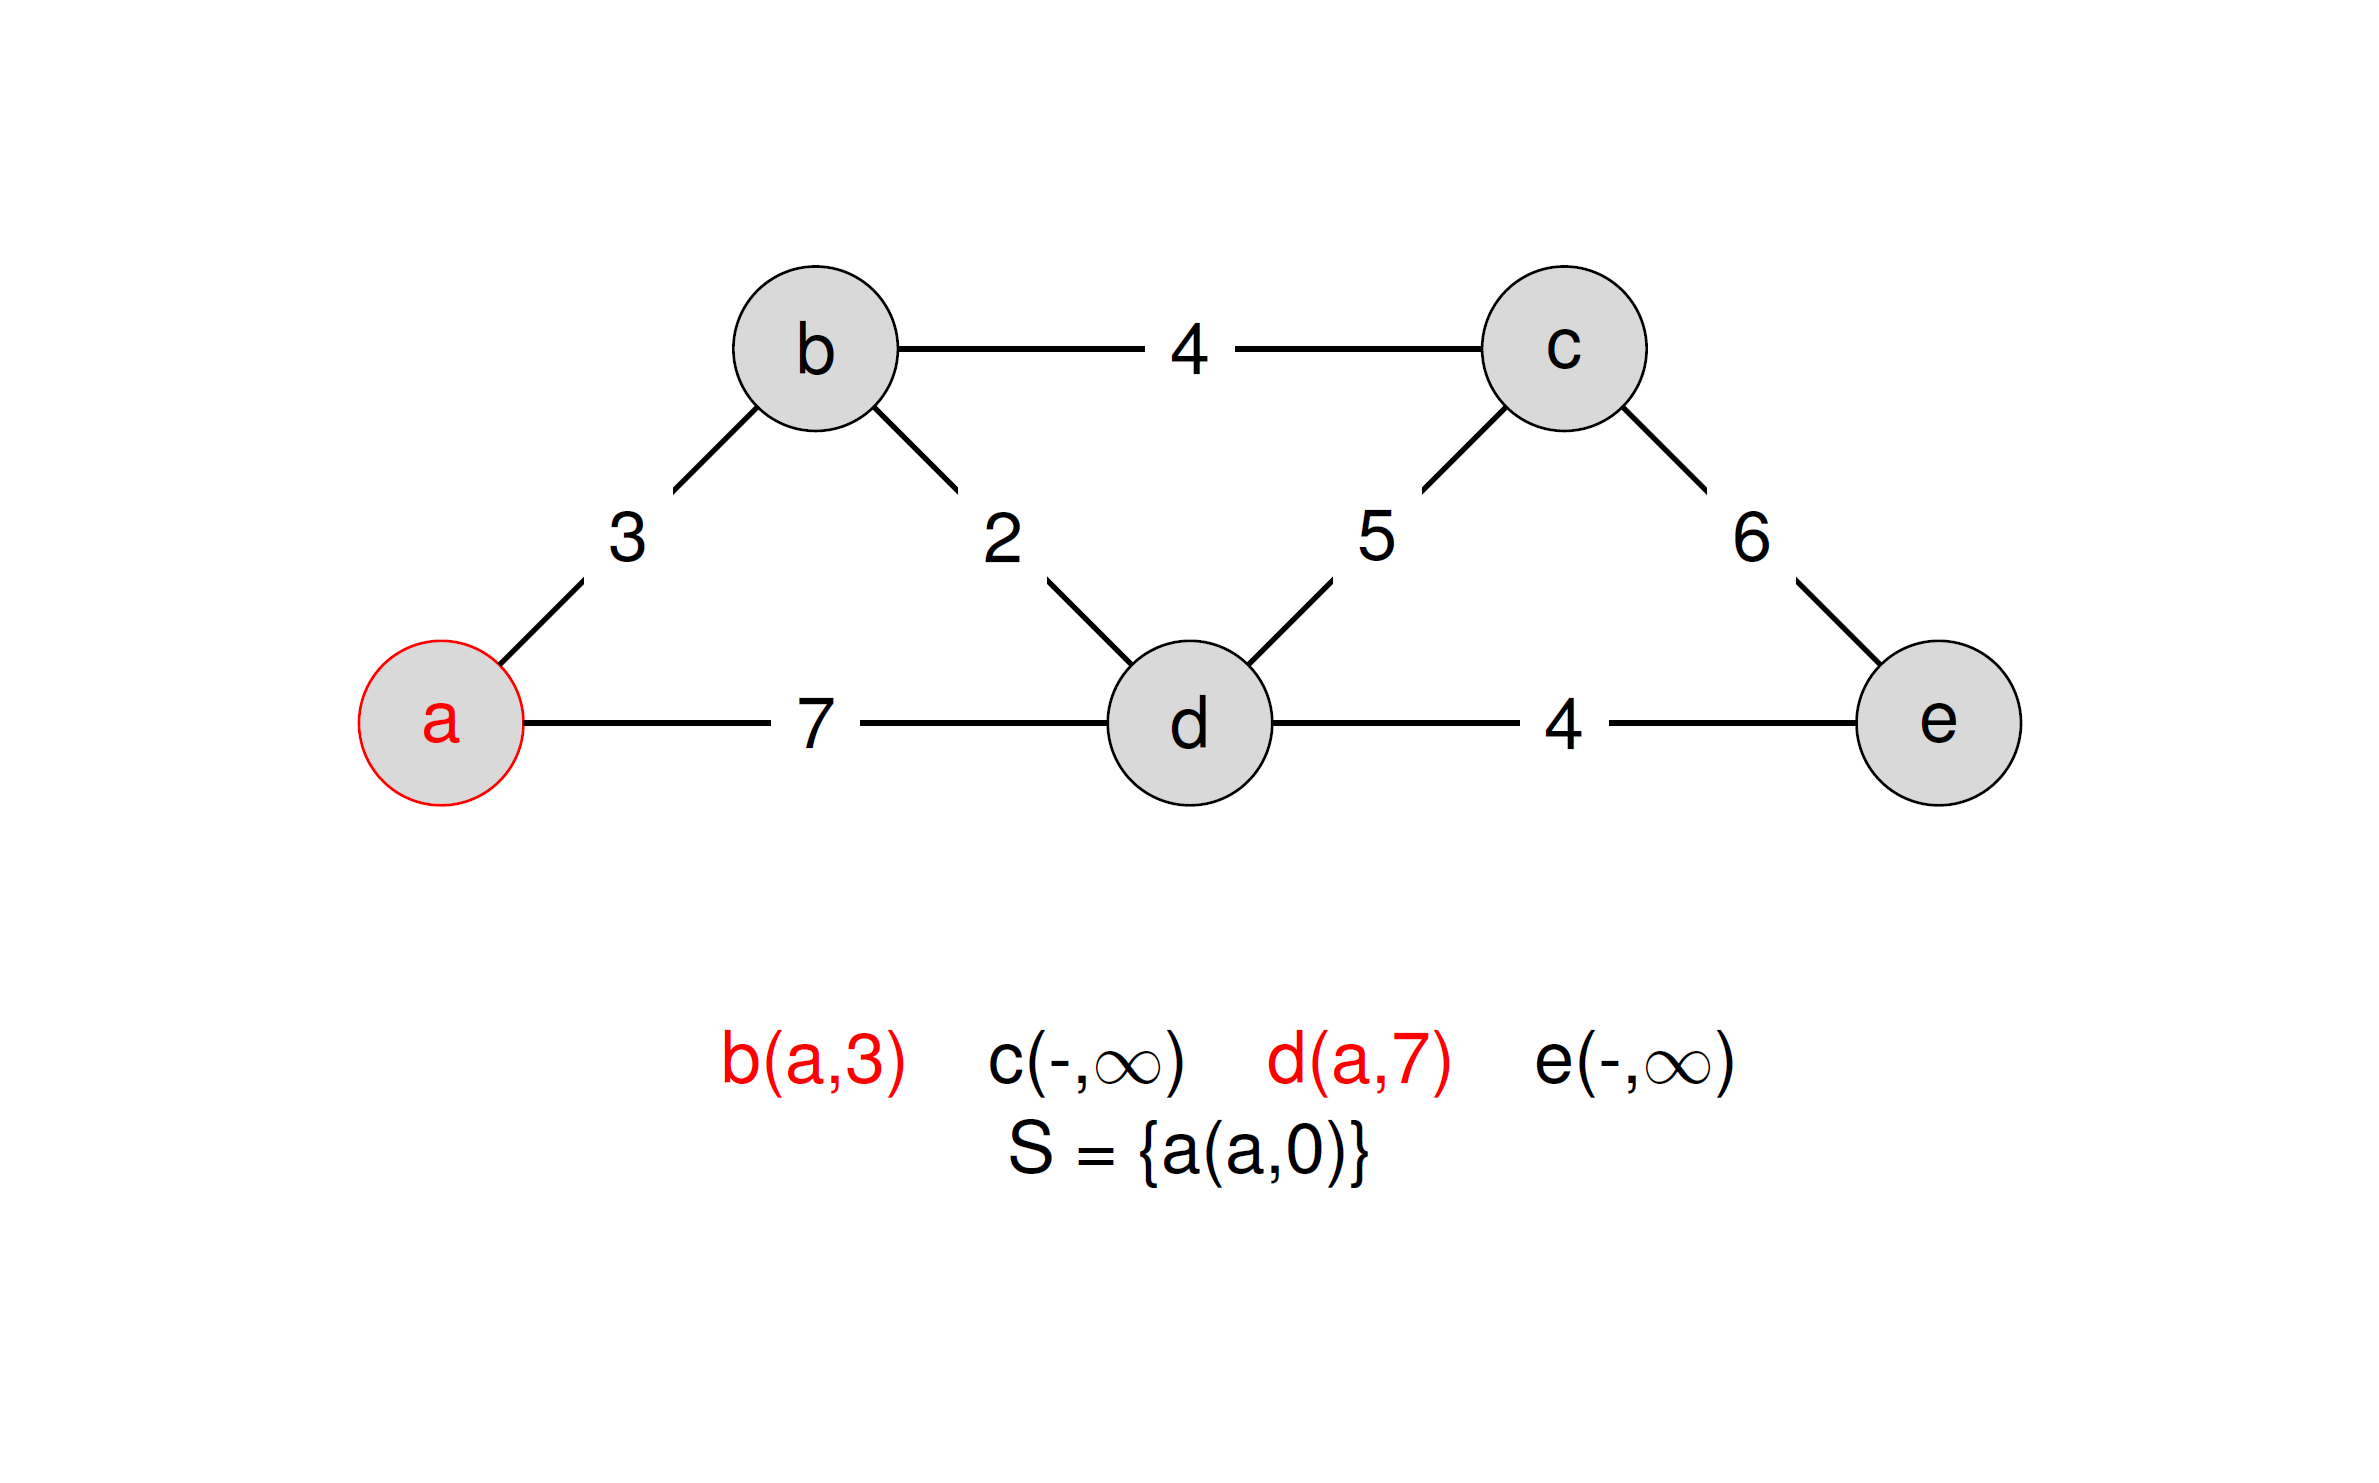 b 4 c
3 2 5 6
a 7 d 4 e
b(a,3) c(-,∞) d(a,7) e(-,∞)
S = {a(a,0)}